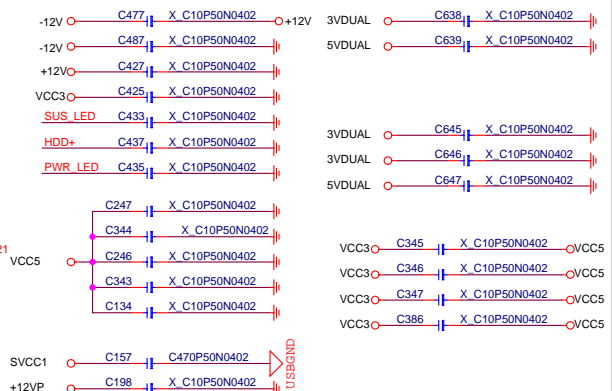 -12V C477 X_C10P50N0402 +12V
-12V C487 X_C10P50N0402
+12V C427 X_C10P50N0402
VCC3 C425 X_C10P50N0402
SUS_LED C433 X_C10P50N0402
HDD+ C437 X_C10P50N0402
PWR_LED C435 X_C10P50N0402
C247 X_C10P50N0402
C344 X_C10P50N0402
21
VCC5 C246 X_C10P50N0402
C343 X_C10P50N0402
C134 X_C10P50N0402
SVCC1 C157 C470P50N0402 USBGND
+12VP C198 X_C10P50N0402
3VDUAL C638 X_C10P50N0402
5VDUAL C639 X_C10P50N0402
3VDUAL C645 X_C10P50N0402
3VDUAL C646 X_C10P50N0402
5VDUAL C647 X_C10P50N0402
VCC3 C345 X_C10P50N0402 VCC5
VCC3 C346 X_C10P50N0402 VCC5
VCC3 C347 X_C10P50N0402 VCC5
VCC3 C386 X_C10P50N0402 VCC5